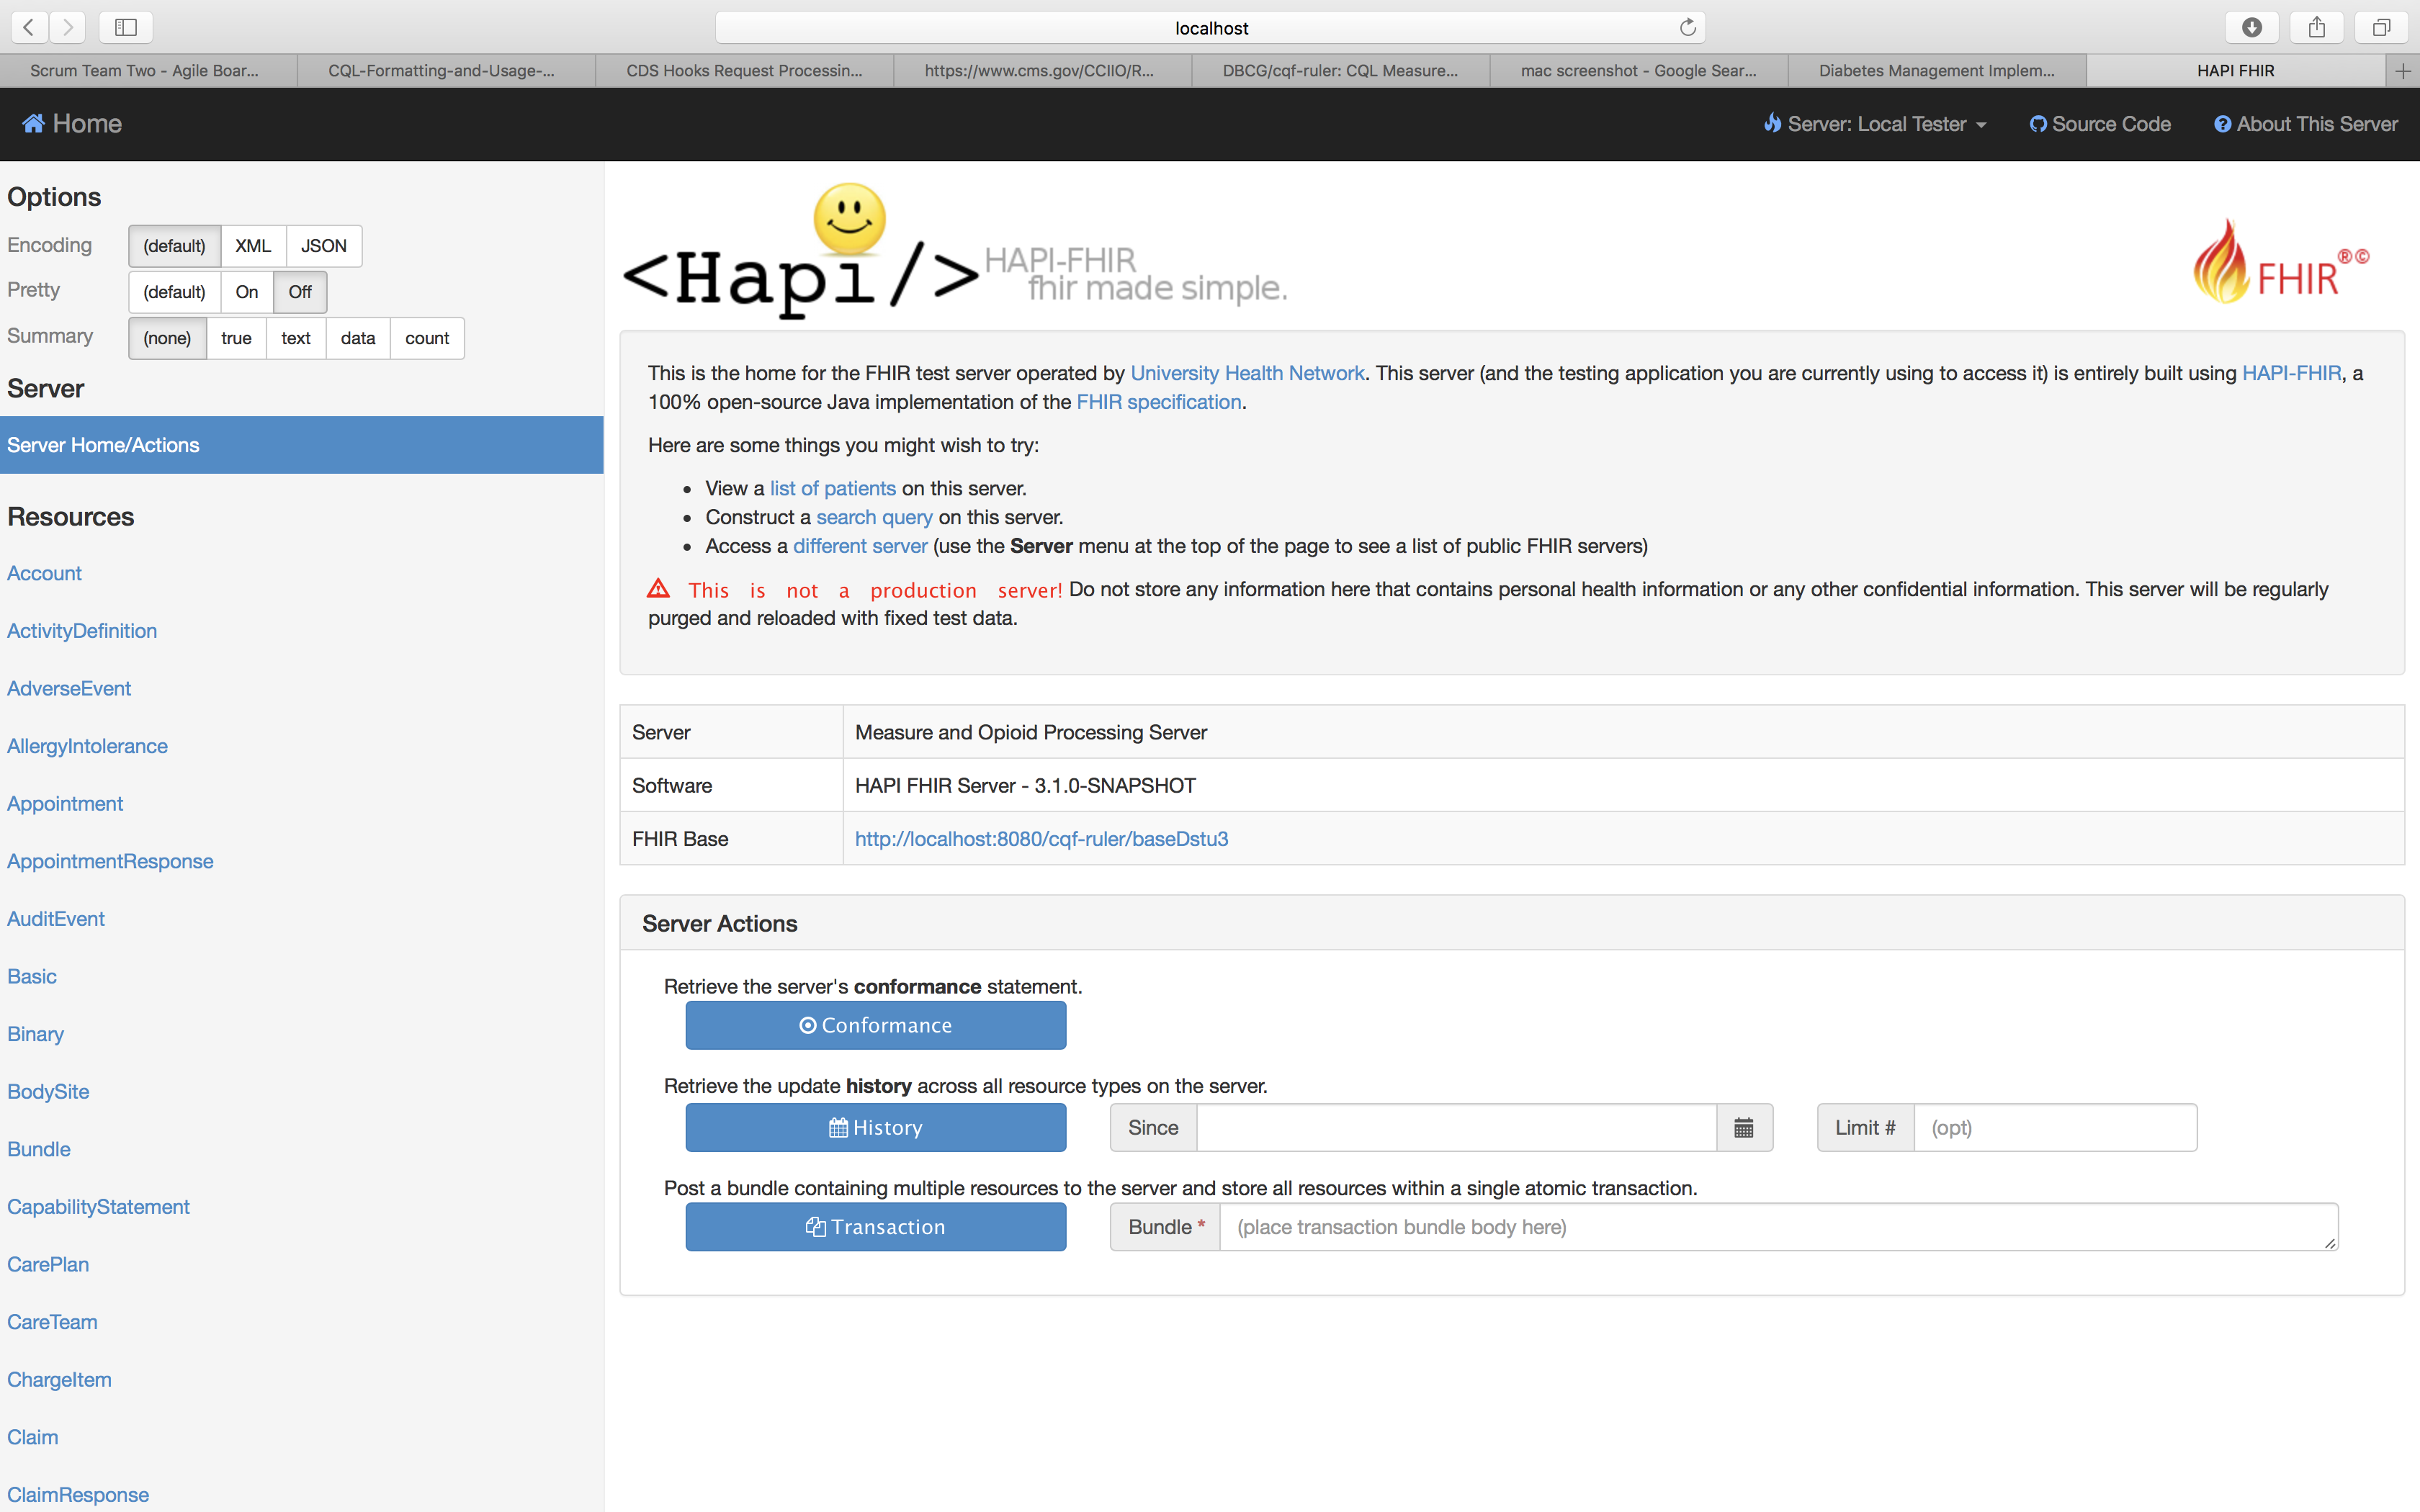 localhost
Scrum Team Two - Agile Boar...
CQL-Formatting-and-Usage-...
CDS Hooks Request Processin...
https://www.cms.gov/CCIIO/R...
DBCG/cqf-ruler: CQL Measure...
mac screenshot - Google Sear...
Diabetes Management Implem...
HAPI FHIR
Home
Server: Local Tester
Source Code
About This Server
Options
Encoding (default) XML JSON
Pretty (default) On Off
Summary (none) true text data count
Server
Server Home/Actions
Resources
Account
ActivityDefinition
AdverseEvent
AllergyIntolerance
Appointment
AppointmentResponse
AuditEvent
Basic
Binary
BodySite
Bundle
CapabilityStatement
CarePlan
CareTeam
ChargeItem
Claim
ClaimResponse
<Hapi/>
HAPI-FHIR
fhir made simple.
FHIR®©
This is the home for the FHIR test server operated by University Health Network. This server (and the testing application you are currently using to access it) is entirely built using HAPI-FHIR, a
100% open-source Java implementation of the FHIR specification.
Here are some things you might wish to try:
• View a list of patients on this server.
• Construct a search query on this server.
• Access a different server (use the Server menu at the top of the page to see a list of public FHIR servers)
This is not a production server! Do not store any information here that contains personal health information or any other confidential information. This server will be regularly
purged and reloaded with fixed test data.
Server Measure and Opioid Processing Server
Software HAPI FHIR Server - 3.1.0-SNAPSHOT
FHIR Base http://localhost:8080/cqf-ruler/baseDstu3
Server Actions
Retrieve the server's conformance statement.
Conformance
Retrieve the update history across all resource types on the server.
History Since Limit # (opt)
Post a bundle containing multiple resources to the server and store all resources within a single atomic transaction.
Transaction Bundle * (place transaction bundle body here)